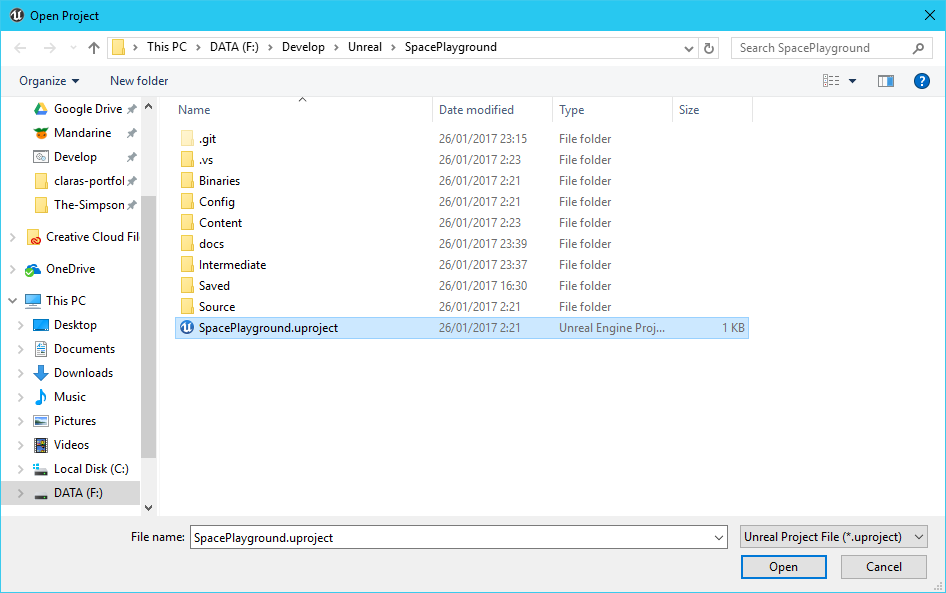 Open Project
This PC > DATA (F:) > Develop > Unreal > SpacePlayground
Search SpacePlayground
Organize
New folder
Google Drive
Mandarine
Develop
claras-portfol
The-Simpson
Creative Cloud Fil
OneDrive
This PC
Desktop
Documents
Downloads
Music
Pictures
Videos
Local Disk (C:)
DATA (F:)
Name Date modified Type Size
.git 26/01/2017 23:15 File folder
.vs 26/01/2017 2:23 File folder
Binaries 26/01/2017 2:21 File folder
Config 26/01/2017 2:21 File folder
Content 26/01/2017 2:23 File folder
docs 26/01/2017 23:39 File folder
Intermediate 26/01/2017 23:37 File folder
Saved 26/01/2017 16:30 File folder
Source 26/01/2017 2:21 File folder
SpacePlayground.uproject 26/01/2017 2:21 Unreal Engine Proj... 1 KB
File name: SpacePlayground.uproject Unreal Project File (*.uproject)
Open Cancel